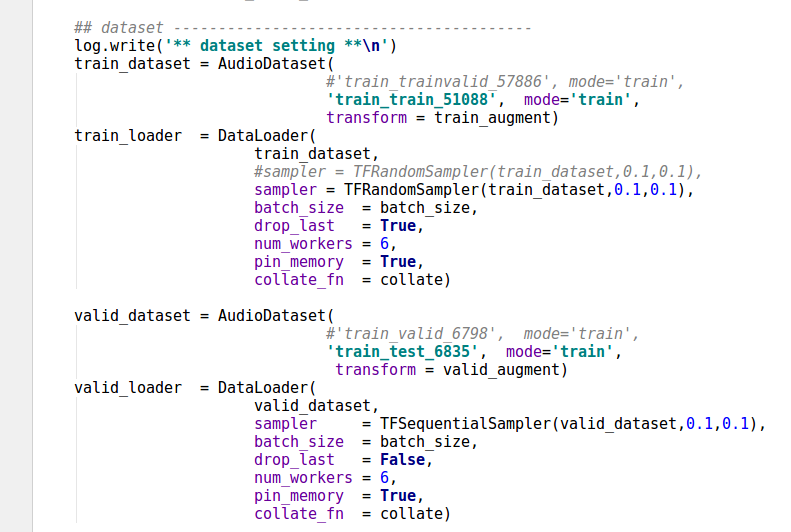 ## dataset ----------------------------------------
log.write('** dataset setting **\n')
train_dataset = AudioDataset(
                            #'train_trainvalid_57886', mode='train',
                            'train_train_51088',  mode='train',
                            transform = train_augment)
train_loader  = DataLoader(
                    train_dataset,
                    #sampler = TFRandomSampler(train_dataset,0.1,0.1),
                    sampler = TFRandomSampler(train_dataset,0.1,0.1),
                    batch_size  = batch_size,
                    drop_last   = True,
                    num_workers = 6,
                    pin_memory  = True,
                    collate_fn  = collate)

valid_dataset = AudioDataset(
                            #'train_valid_6798',  mode='train',
                            'train_test_6835',  mode='train',
                             transform = valid_augment)
valid_loader  = DataLoader(
                    valid_dataset,
                    sampler     = TFSequentialSampler(valid_dataset,0.1,0.1),
                    batch_size  = batch_size,
                    drop_last   = False,
                    num_workers = 6,
                    pin_memory  = True,
                    collate_fn  = collate)